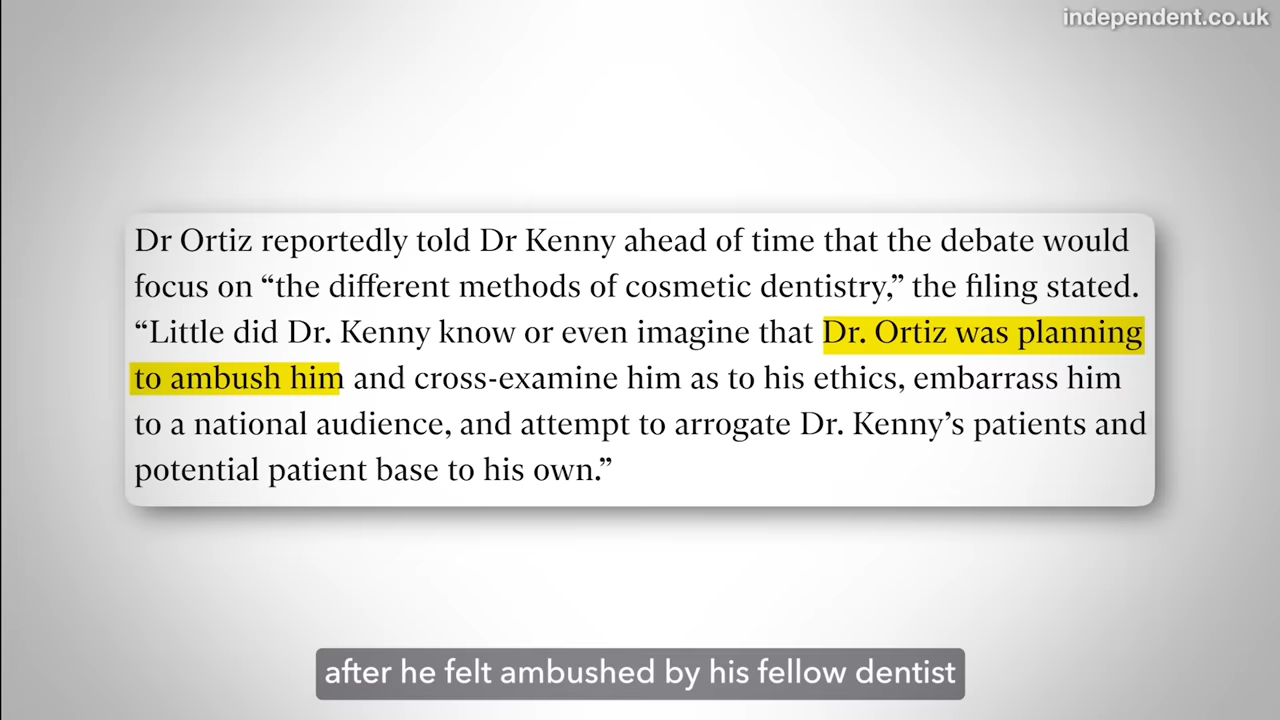 independent.co.uk
Dr Ortiz reportedly told Dr Kenny ahead of time that the debate would
focus on “the different methods of cosmetic dentistry,” the filing stated.
“Little did Dr. Kenny know or even imagine that Dr. Ortiz was planning
to ambush him and cross-examine him as to his ethics, embarrass him
to a national audience, and attempt to arrogate Dr. Kenny’s patients and
potential patient base to his own.”
after he felt ambushed by his fellow dentist